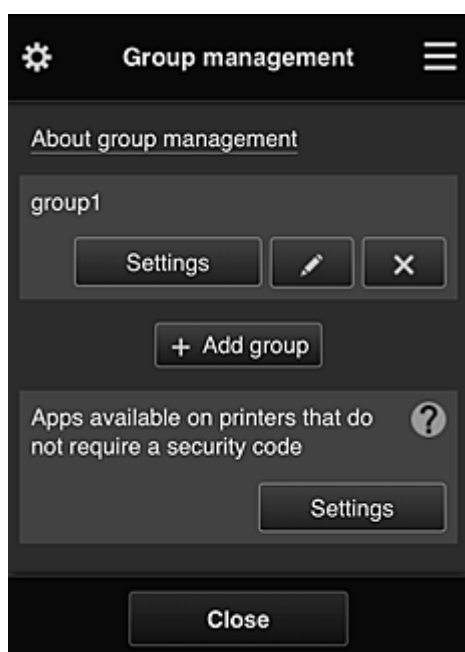 Group management
About group management
group1
Settings
+ Add group
Apps available on printers that do
not require a security code
?
Settings
Close